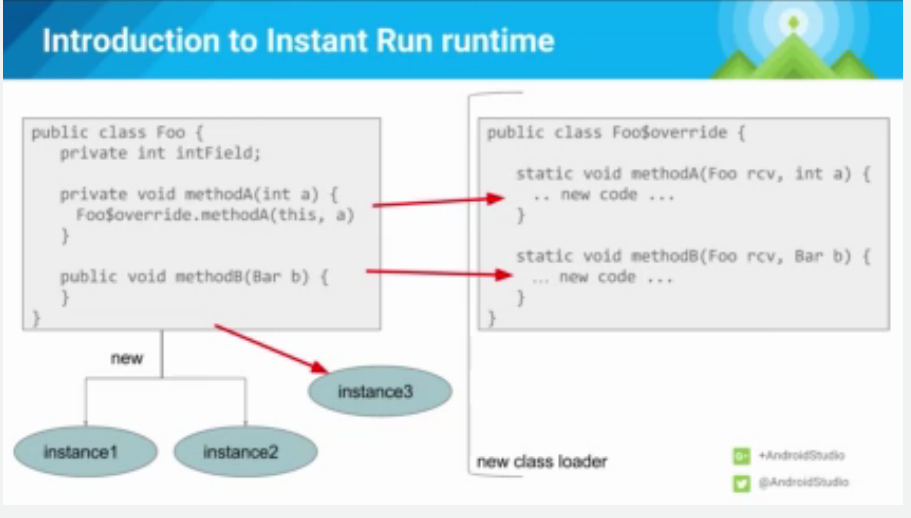 Introduction to Instant Run runtime
public class Foo {
private int intField;
private void methodA(int a) {
Foo$override.methodA(this, a)
}
public void methodB(Bar b) {
}
}
public class Foo$override {
static void methodA(Foo rcv, int a) {
.. new code ...
}
static void methodB(Foo rcv, Bar b) {
... new code ...
}
}
new
instance3
instance1
instance2
new class loader
G+ +AndroidStudio
@AndroidStudio